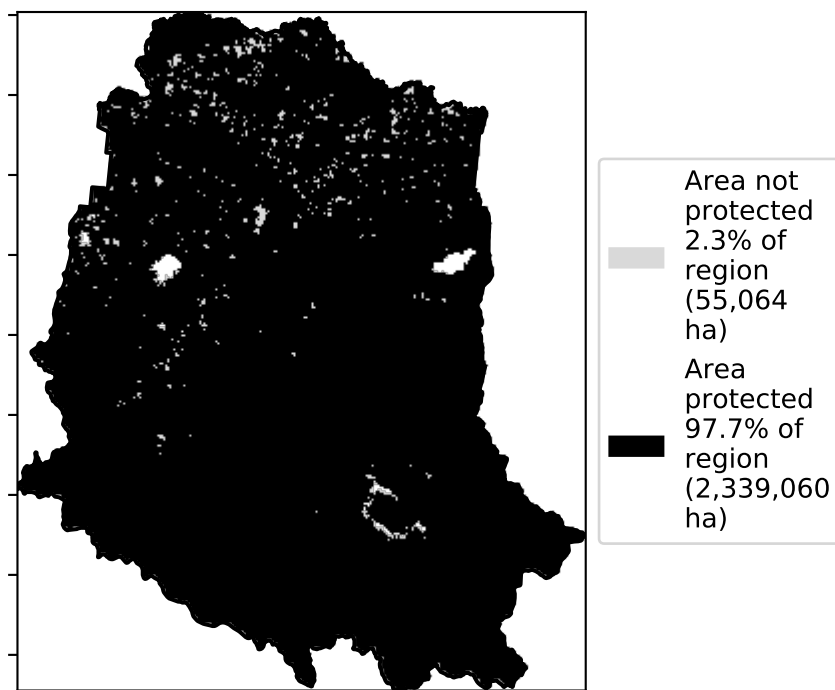 Area not
protected
2.3% of
region
(55,064
ha)
Area
protected
97.7% of
region
(2,339,060
ha)